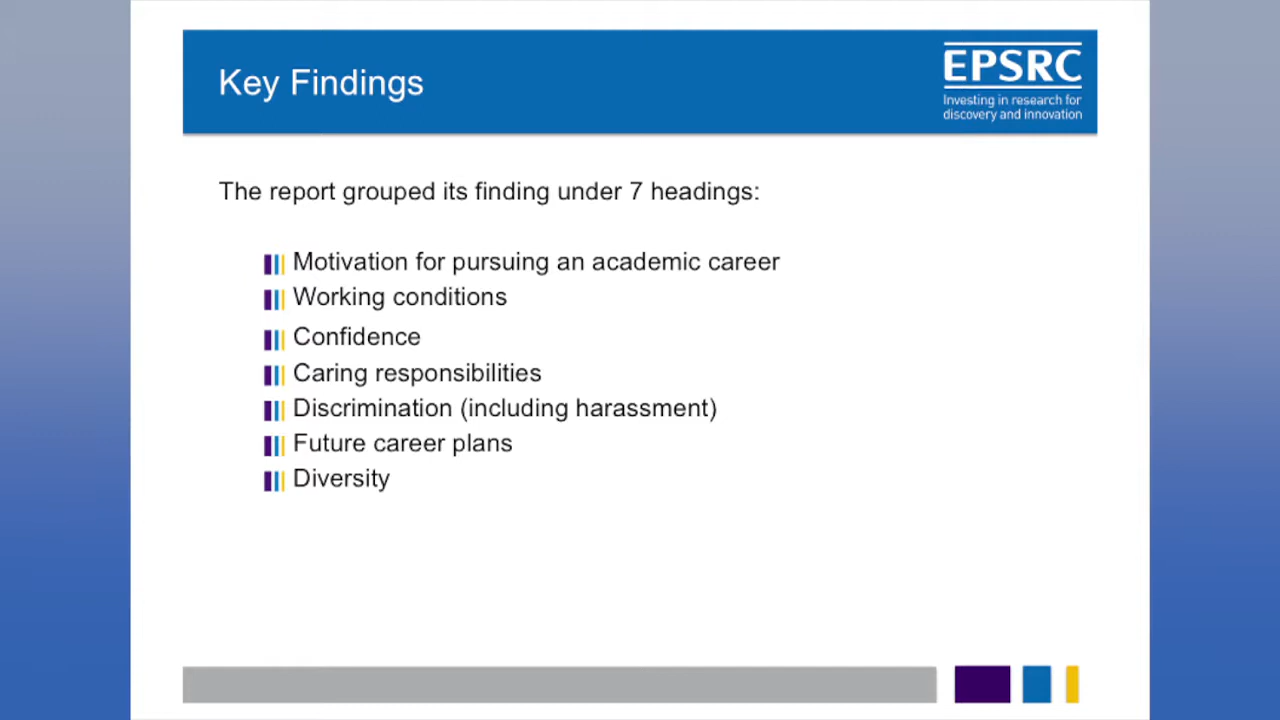 Key Findings
EPSRC
Investing in research for
discovery and innovation
The report grouped its finding under 7 headings:
Motivation for pursuing an academic career
Working conditions
Confidence
Caring responsibilities
Discrimination (including harassment)
Future career plans
Diversity